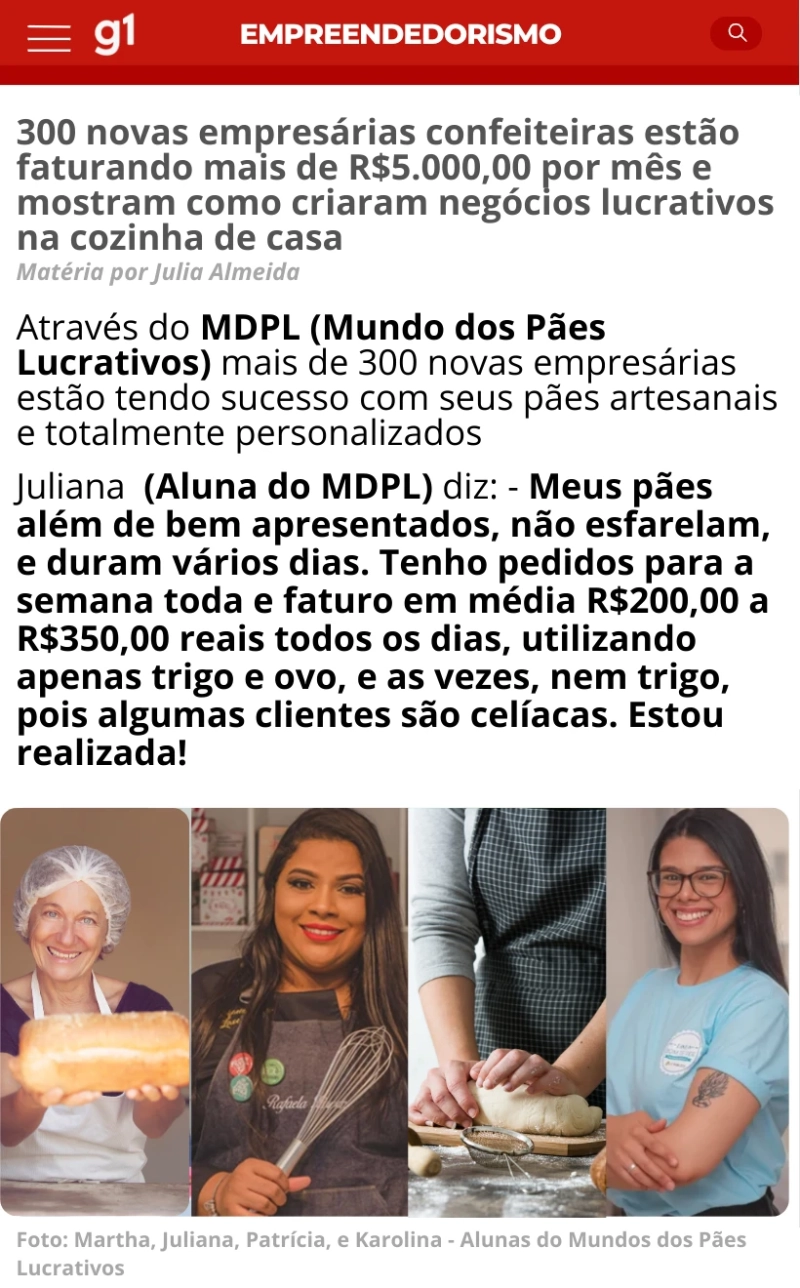 g1
EMPREENDEDORISMO
300 novas empresárias confeiteiras estão
faturando mais de R$5.000,00 por mês e
mostram como criaram negócios lucrativos
na cozinha de casa
Matéria por Julia Almeida
Através do MDPL (Mundo dos Pães
Lucrativos) mais de 300 novas empresárias
estão tendo sucesso com seus pães artesanais
e totalmente personalizados
Juliana (Aluna do MDPL) diz: - Meus pães
além de bem apresentados, não esfarelam,
e duram vários dias. Tenho pedidos para a
semana toda e faturo em média R$200,00 a
R$350,00 reais todos os dias, utilizando
apenas trigo e ovo, e as vezes, nem trigo,
pois algumas clientes são celíacas. Estou
realizada!
Rafaela
Foto: Martha, Juliana, Patrícia, e Karolina - Alunas do Mundos dos Pães
Lucrativos